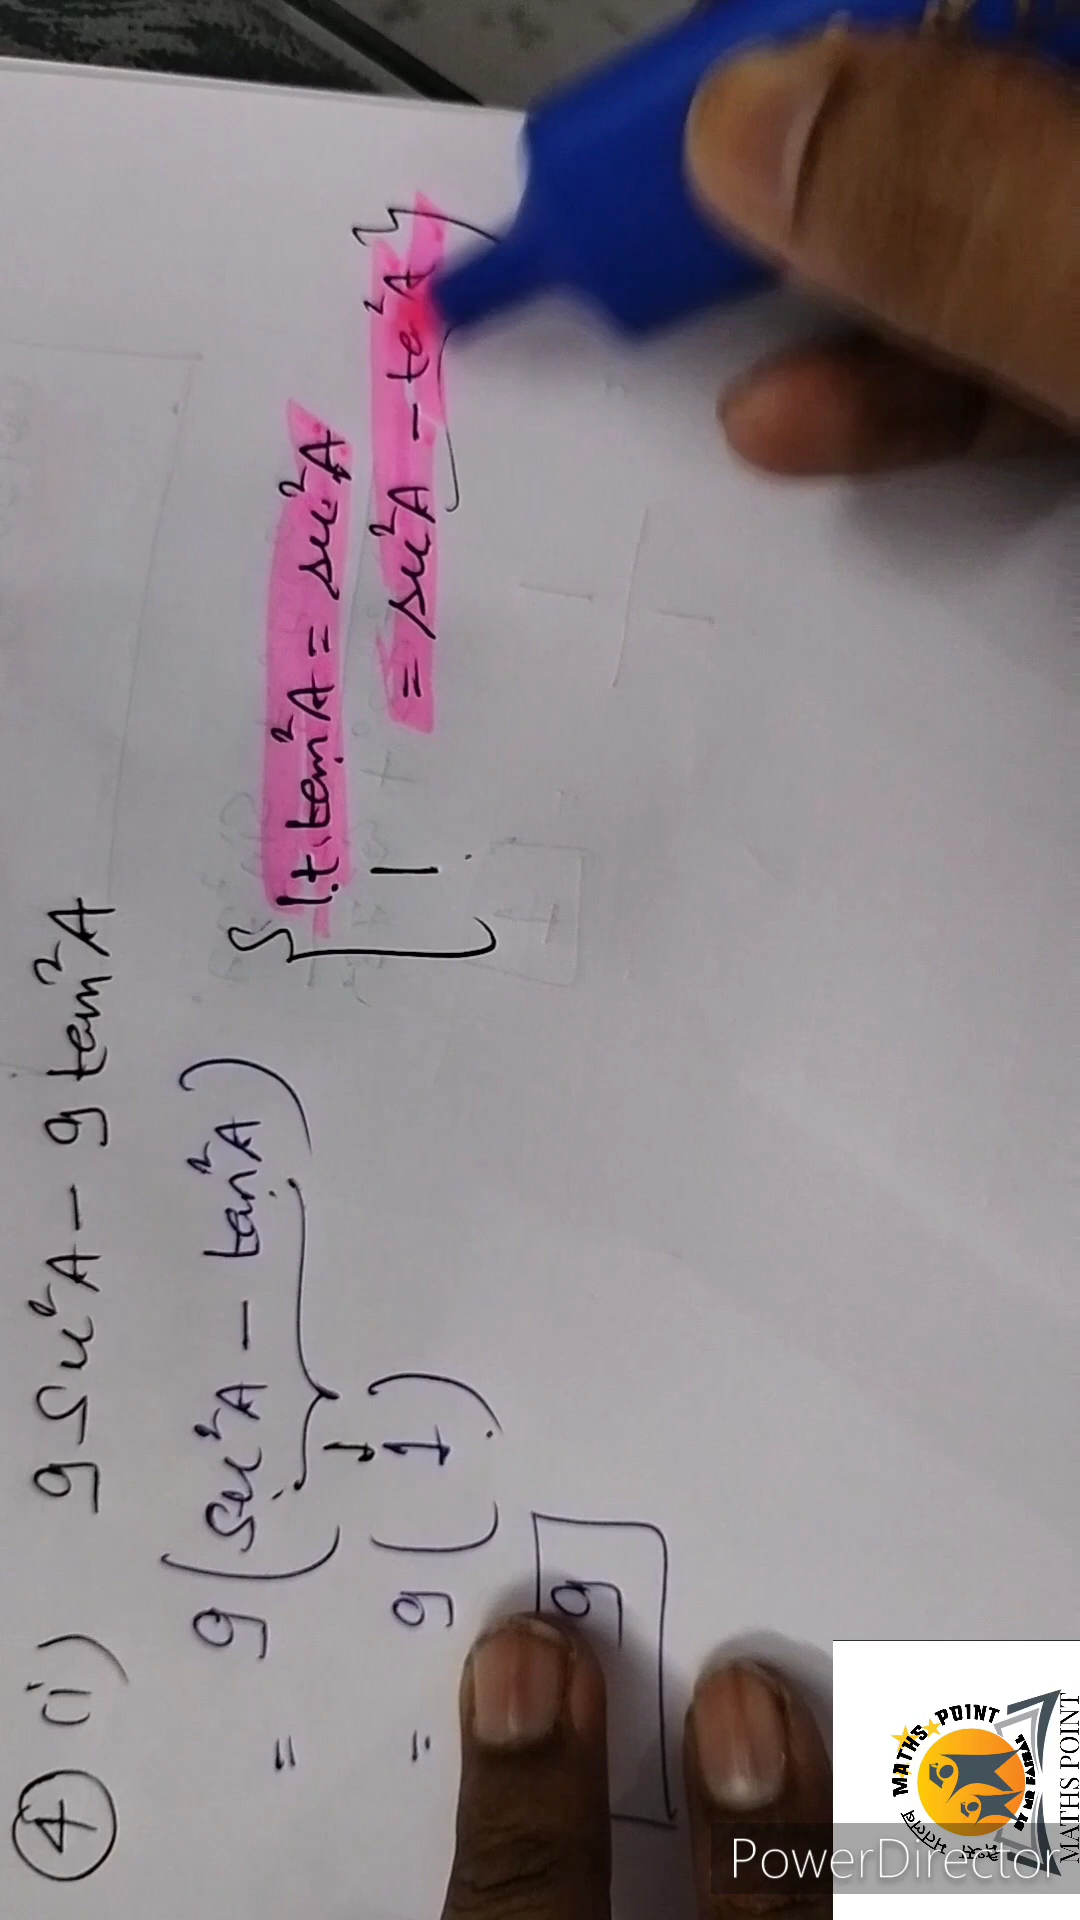 ④ (i) 9 Sec²A - 9 tan²A
= 9 (Sec²A - tan²A)
= 9 ( 1 )
9
{ 1 + tan²A = sec²A
1 = sec²A - tan²A }
MATHS POINT
MATHS POINT
PowerDirector